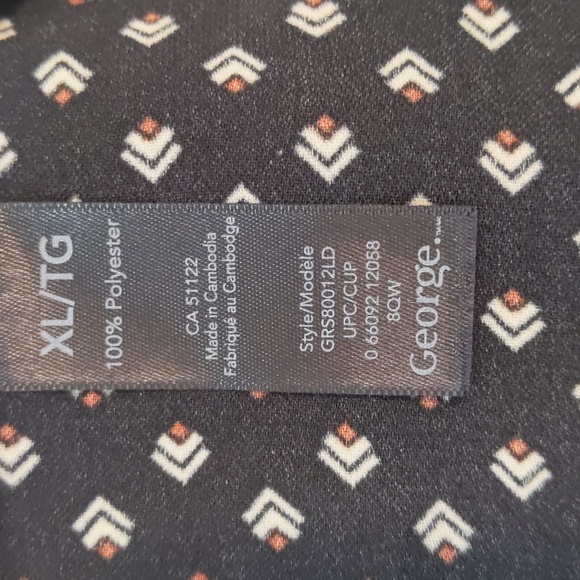 XL/TG
100% Polyester
CA 51122
Made in Cambodia
Fabriqué au Cambodge
Style/Modèle
GRS80012LD
UPC/CUP
0 66092 12058
8QW
George.